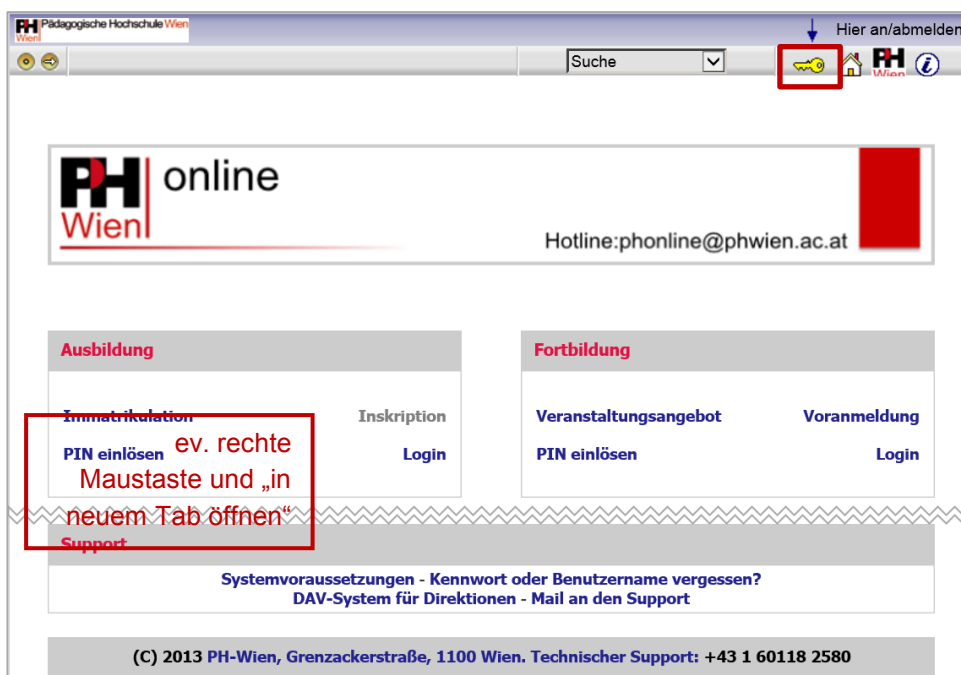 PH Wien Pädagogische Hochschule Wien
Hier an/abmelden
Suche
PH Wien
PH Wien online
Hotline:phonline@phwien.ac.at
Ausbildung
Immatrikulation Inskription
PIN einlösen Login
ev. rechte
Maustaste und „in
neuem Tab öffnen“
Fortbildung
Veranstaltungsangebot Voranmeldung
PIN einlösen Login
Support
Systemvoraussetzungen - Kennwort oder Benutzername vergessen?
DAV-System für Direktionen - Mail an den Support
(C) 2013 PH-Wien, Grenzackerstraße, 1100 Wien. Technischer Support: +43 1 60118 2580